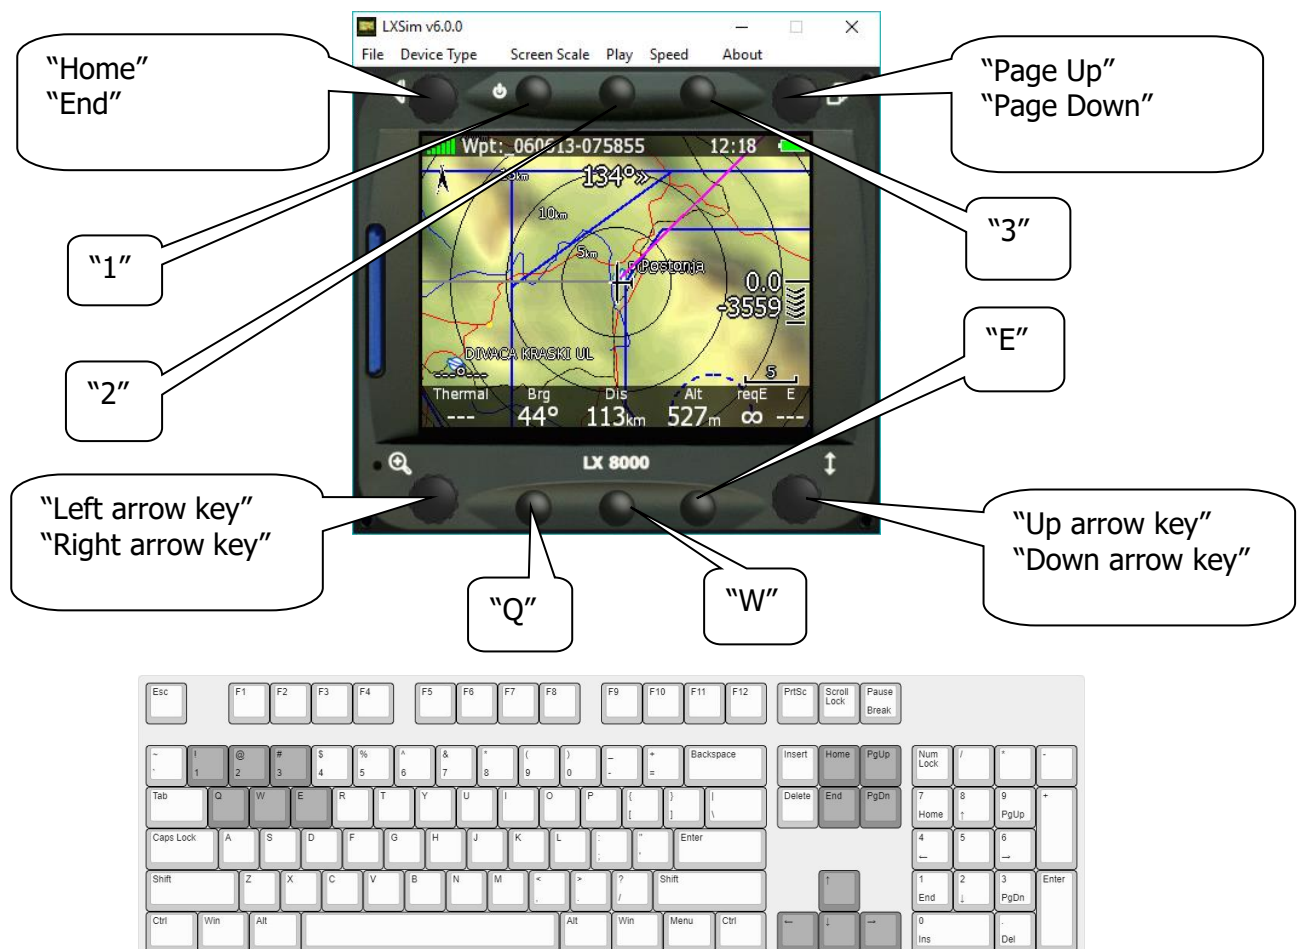 LXSim v6.0.0
File Device Type Screen Scale Play Speed About
“Home”
“End”
“Page Up”
“Page Down”
“1”
“2”
“3”
“E”
Wpt:_060613-075855 12:18
134°»
10km
5km
Postonja
0.0
-3559
DIVACA KRASKI UL
---°---
5
Thermal Brg Dis Alt reqE E
--- 44° 113km 527m ∞ ---
LX 8000
“Left arrow key”
“Right arrow key”
“Up arrow key”
“Down arrow key”
“Q”
“W”
Esc F1 F2 F3 F4 F5 F6 F7 F8 F9 F10 F11 F12 PrtSc Scroll Lock Pause Break
~ ! @ # $ % ^ & * ( ) _ + Backspace Insert Home PgUp Num Lock / * -
` 1 2 3 4 5 6 7 8 9 0 - =
Tab Q W E R T Y U I O P { } | Delete End PgDn 7 8 9 +
[ ] \ Home ↑ PgUp
Caps Lock A S D F G H J K L : " Enter 4 5 6
; ' ← →
Shift Z X C V B N M < > ? Shift ↑ 1 2 3 Enter
, . / End ↓ PgDn
Ctrl Win Alt Alt Win Menu Ctrl ← ↓ → 0 .
Ins Del